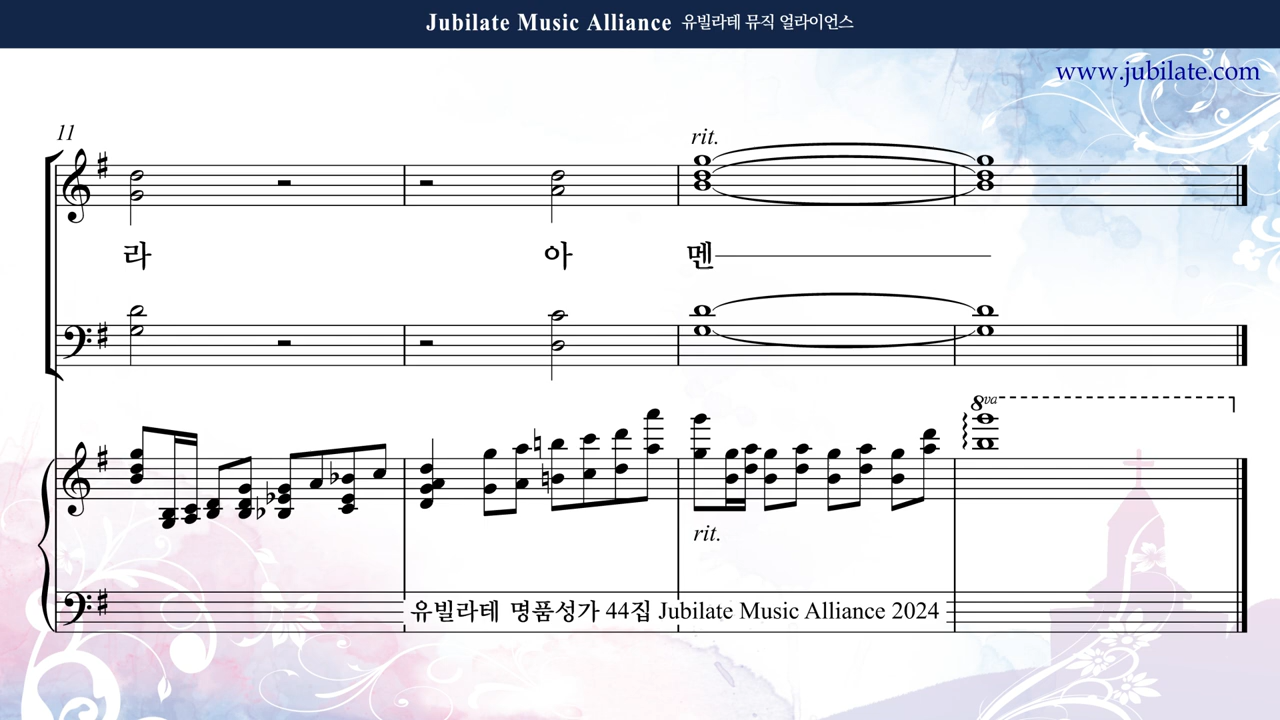 Jubilate Music Alliance 유빌라테 뮤직 얼라이언스
www.jubilate.com
11
rit.
라 아 멘
8va
rit.
유빌라테 명품성가 44집 Jubilate Music Alliance 2024